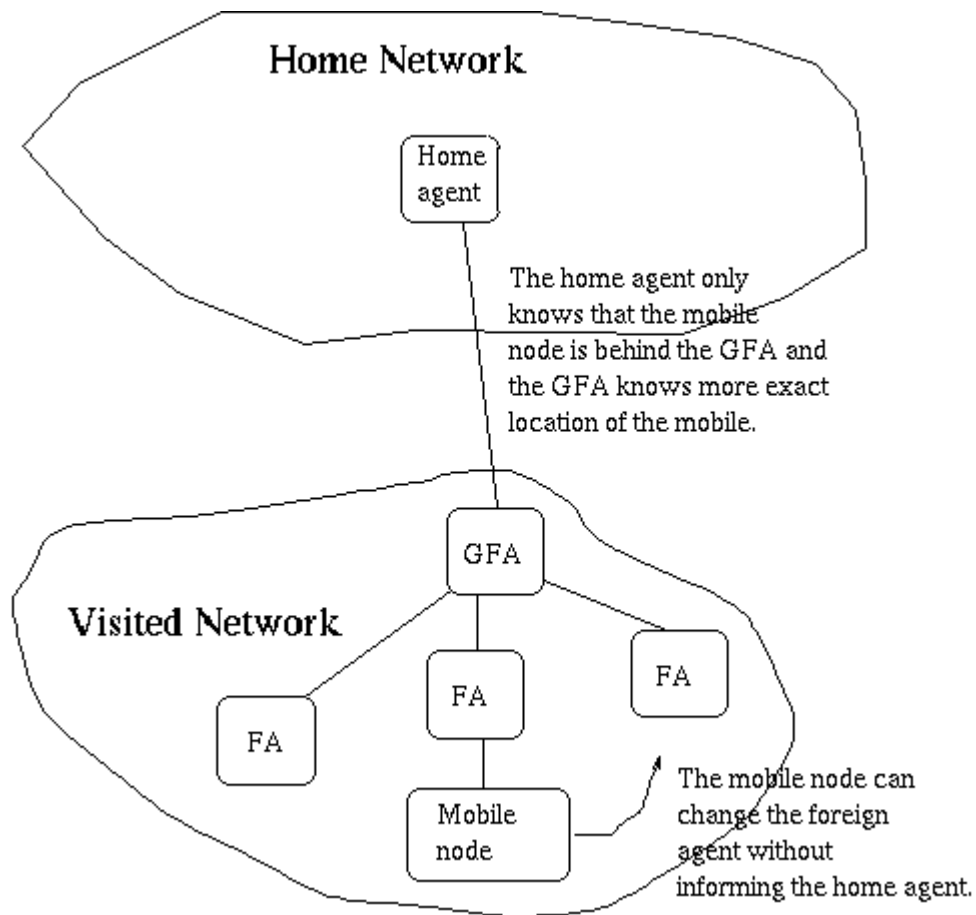 Home Network
Home
agent
The home agent only
knows that the mobile
node is behind the GFA and
the GFA knows more exact
location of the mobile.
GFA
Visited Network
FA
FA
FA
Mobile
node
The mobile node can
change the foreign
agent without
informing the home agent.